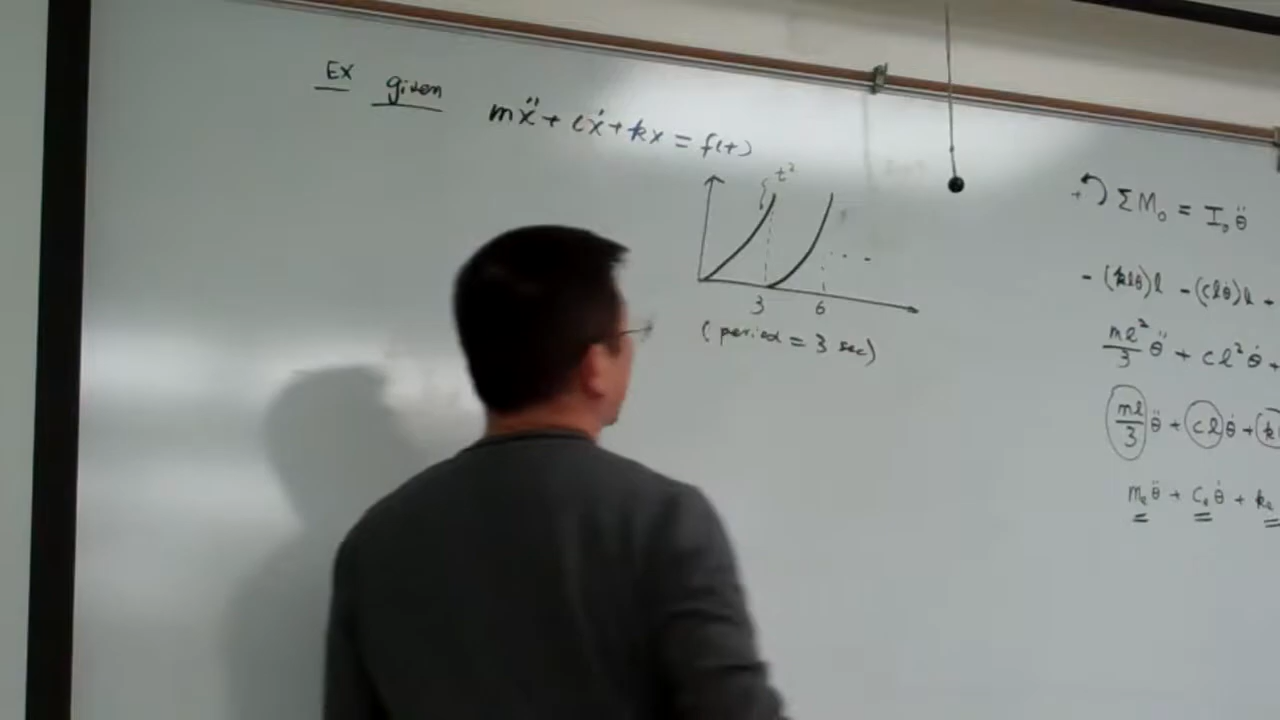 Ex given mẍ + cẋ + kx = f(t)
t²
3 6
(period = 3 sec)
+ ΣM₀ = I₀θ̈
- (klθ)l - (clθ̇)l +
ml²/3 θ̈ + cl²θ̇ +
ml/3 θ̈ + clθ̇ + (k
mₑθ̈ + cₑθ̇ + kₑ